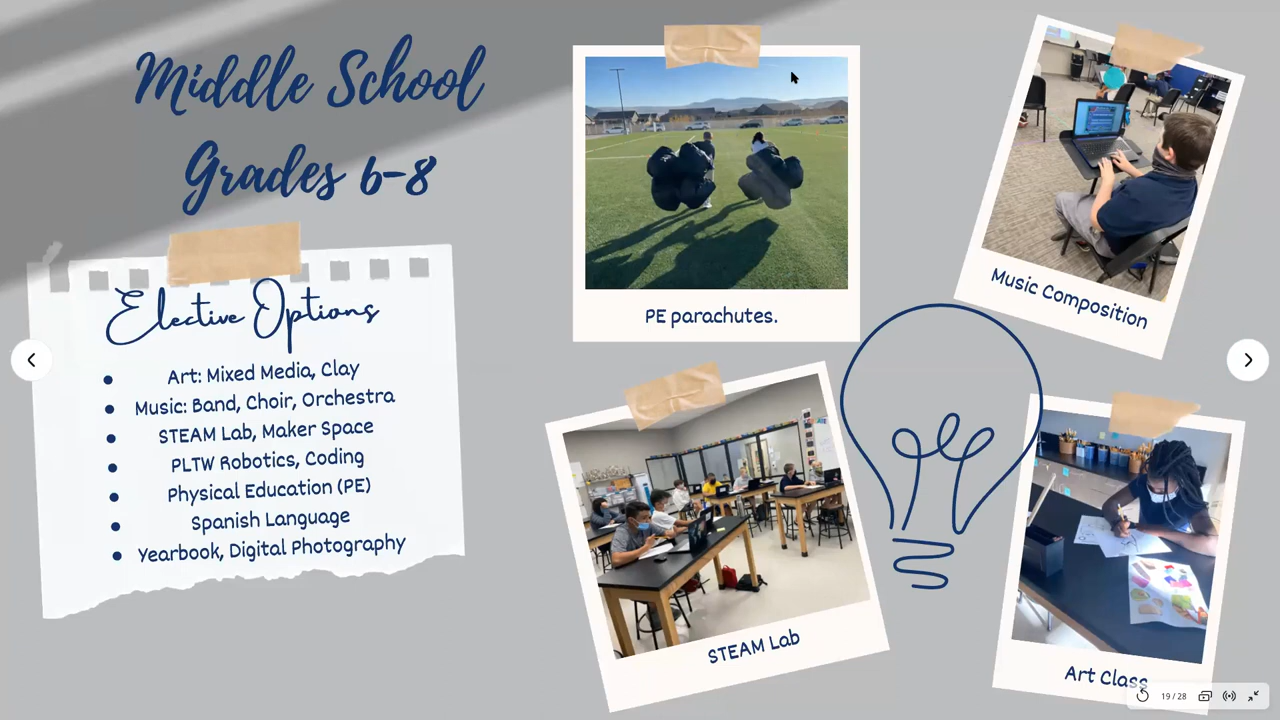 Middle School
Grades 6-8
Elective Options
Art: Mixed Media, Clay
Music: Band, Choir, Orchestra
STEAM Lab, Maker Space
PLTW Robotics, Coding
Physical Education (PE)
Spanish Language
Yearbook, Digital Photography
PE parachutes.
Music Composition
STEAM Lab
Art Class
19 / 28